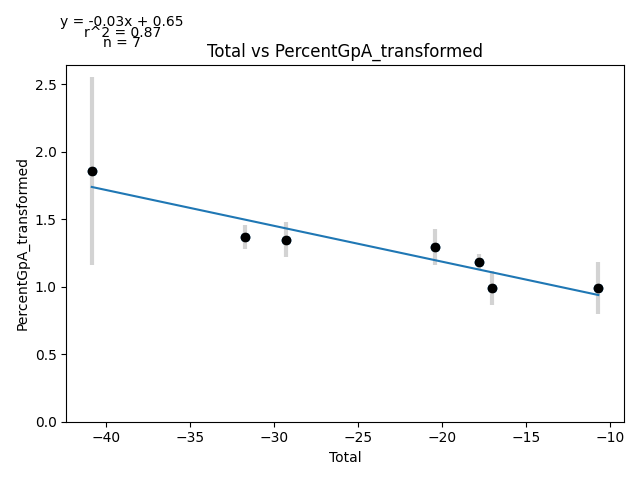 y = -0.03x + 0.65
r^2 = 0.87
n = 7
Total vs PercentGpA_transformed
2.5
2.0
1.5
1.0
0.5
0.0
PercentGpA_transformed
−40
−35
−30
−25
−20
−15
−10
Total